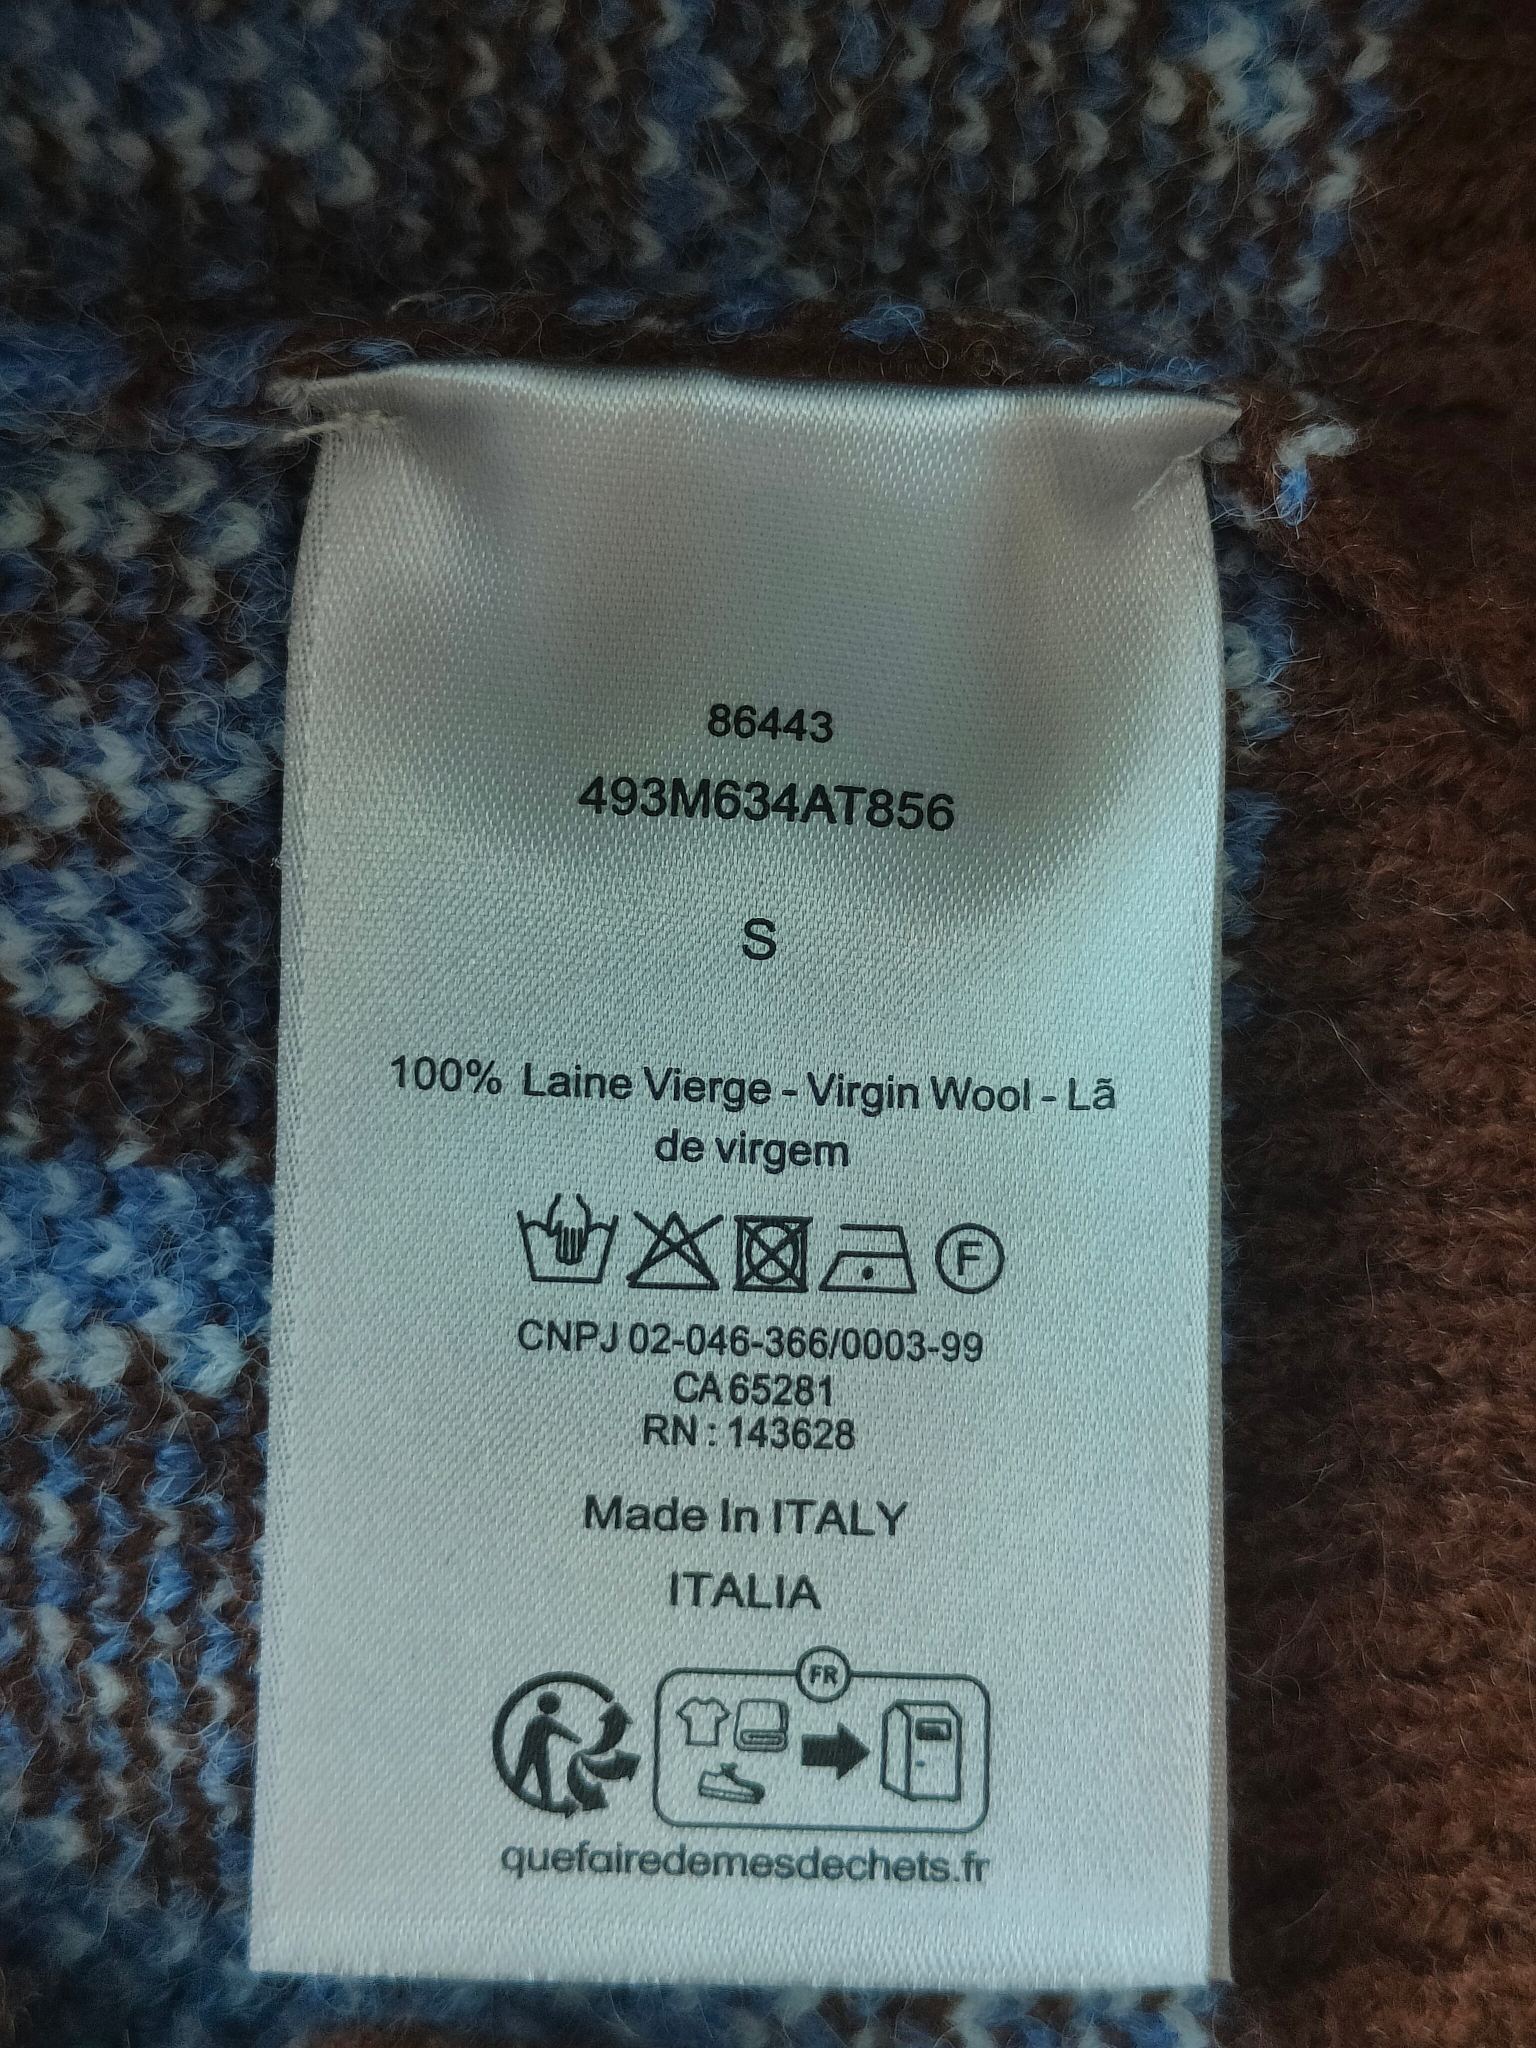 86443
493M634AT856
S
100% Laine Vierge - Virgin Wool - Lã
de virgem
F
CNPJ 02-046-366/0003-99
CA 65281
RN : 143628
Made In ITALY
ITALIA
FR
quefairedemesdechets.fr